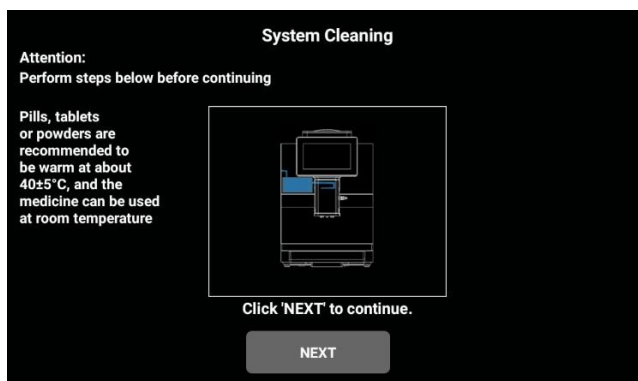 System Cleaning
Attention:
Perform steps below before continuing
Pills, tablets
or powders are
recommended to
be warm at about
40±5°C, and the
medicine can be used
at room temperature
Click 'NEXT' to continue.
NEXT